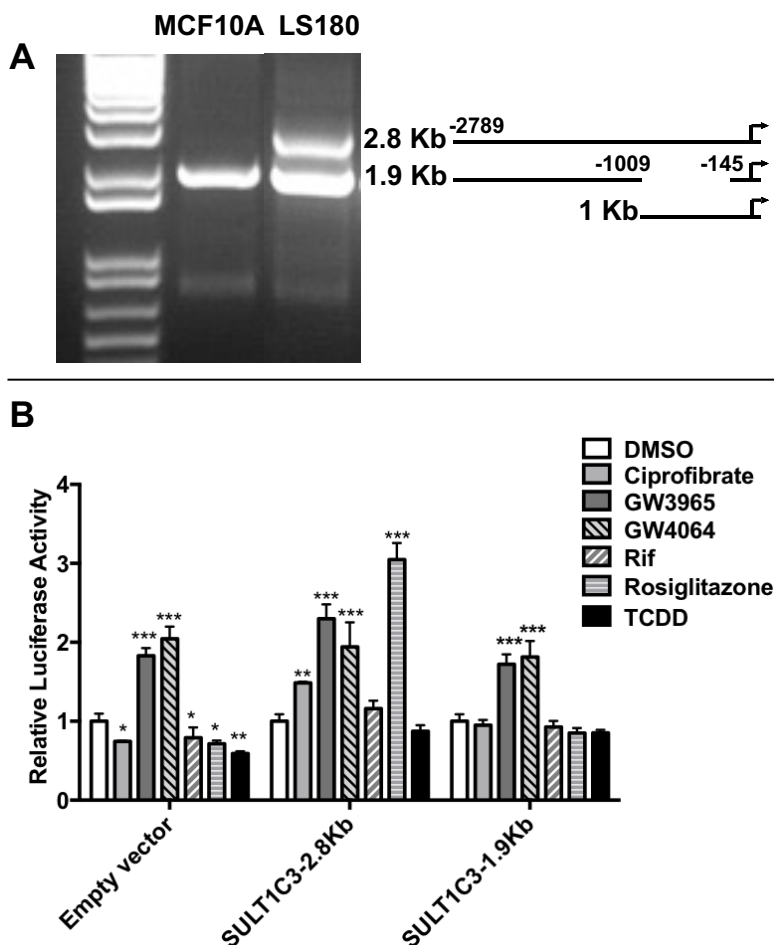 MCF10A LS180
A
2.8 Kb -2789
1.9 Kb -1009 -145
1 Kb
B
DMSO
Ciprofibrate
GW3965
GW4064
Rif
Rosiglitazone
TCDD
Relative Luciferase Activity
4
3
2
1
0
*
***
***
*
*
**
**
***
***
***
***
***
Empty vector
SULT1C3-2.8Kb
SULT1C3-1.9Kb